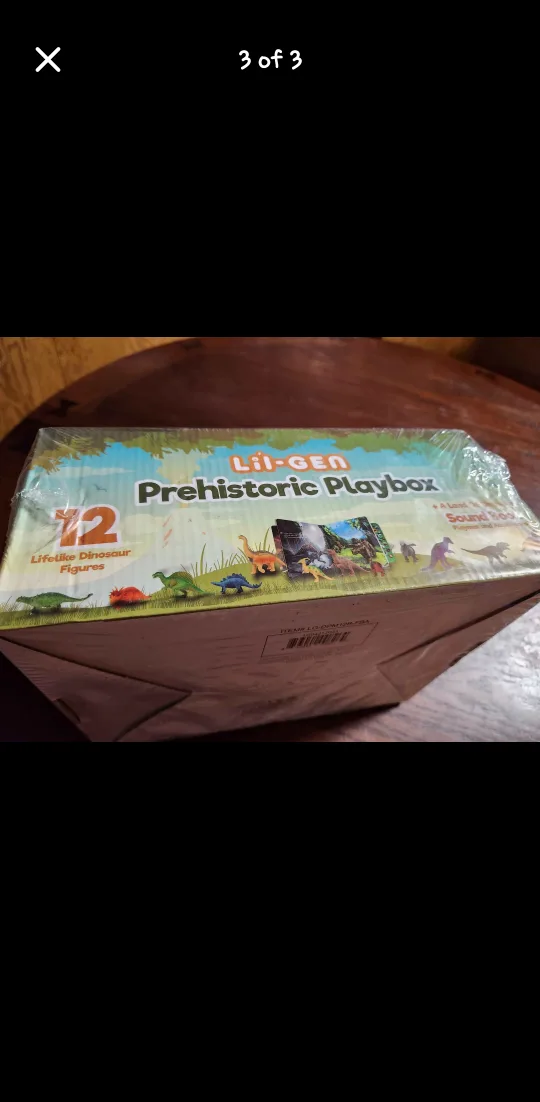 3 of 3
Lil-GEN
Prehistoric Playbox
12
Lifelike Dinosaur
Figures
Sound